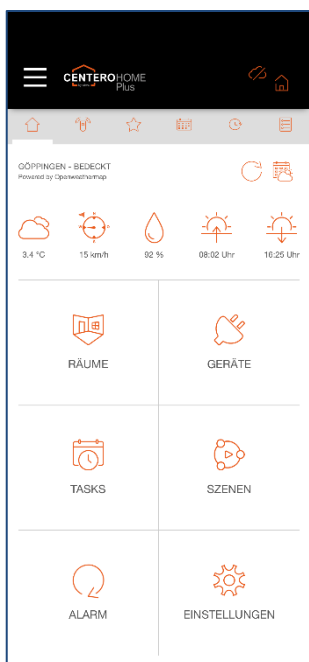 CENTEROHOME
Plus
GÖPPINGEN - BEDECKT
Powered by Openweathermap
3.4 °C 15 km/h 92 % 08:02 Uhr 16:25 Uhr
RÄUME GERÄTE
TASKS SZENEN
ALARM EINSTELLUNGEN